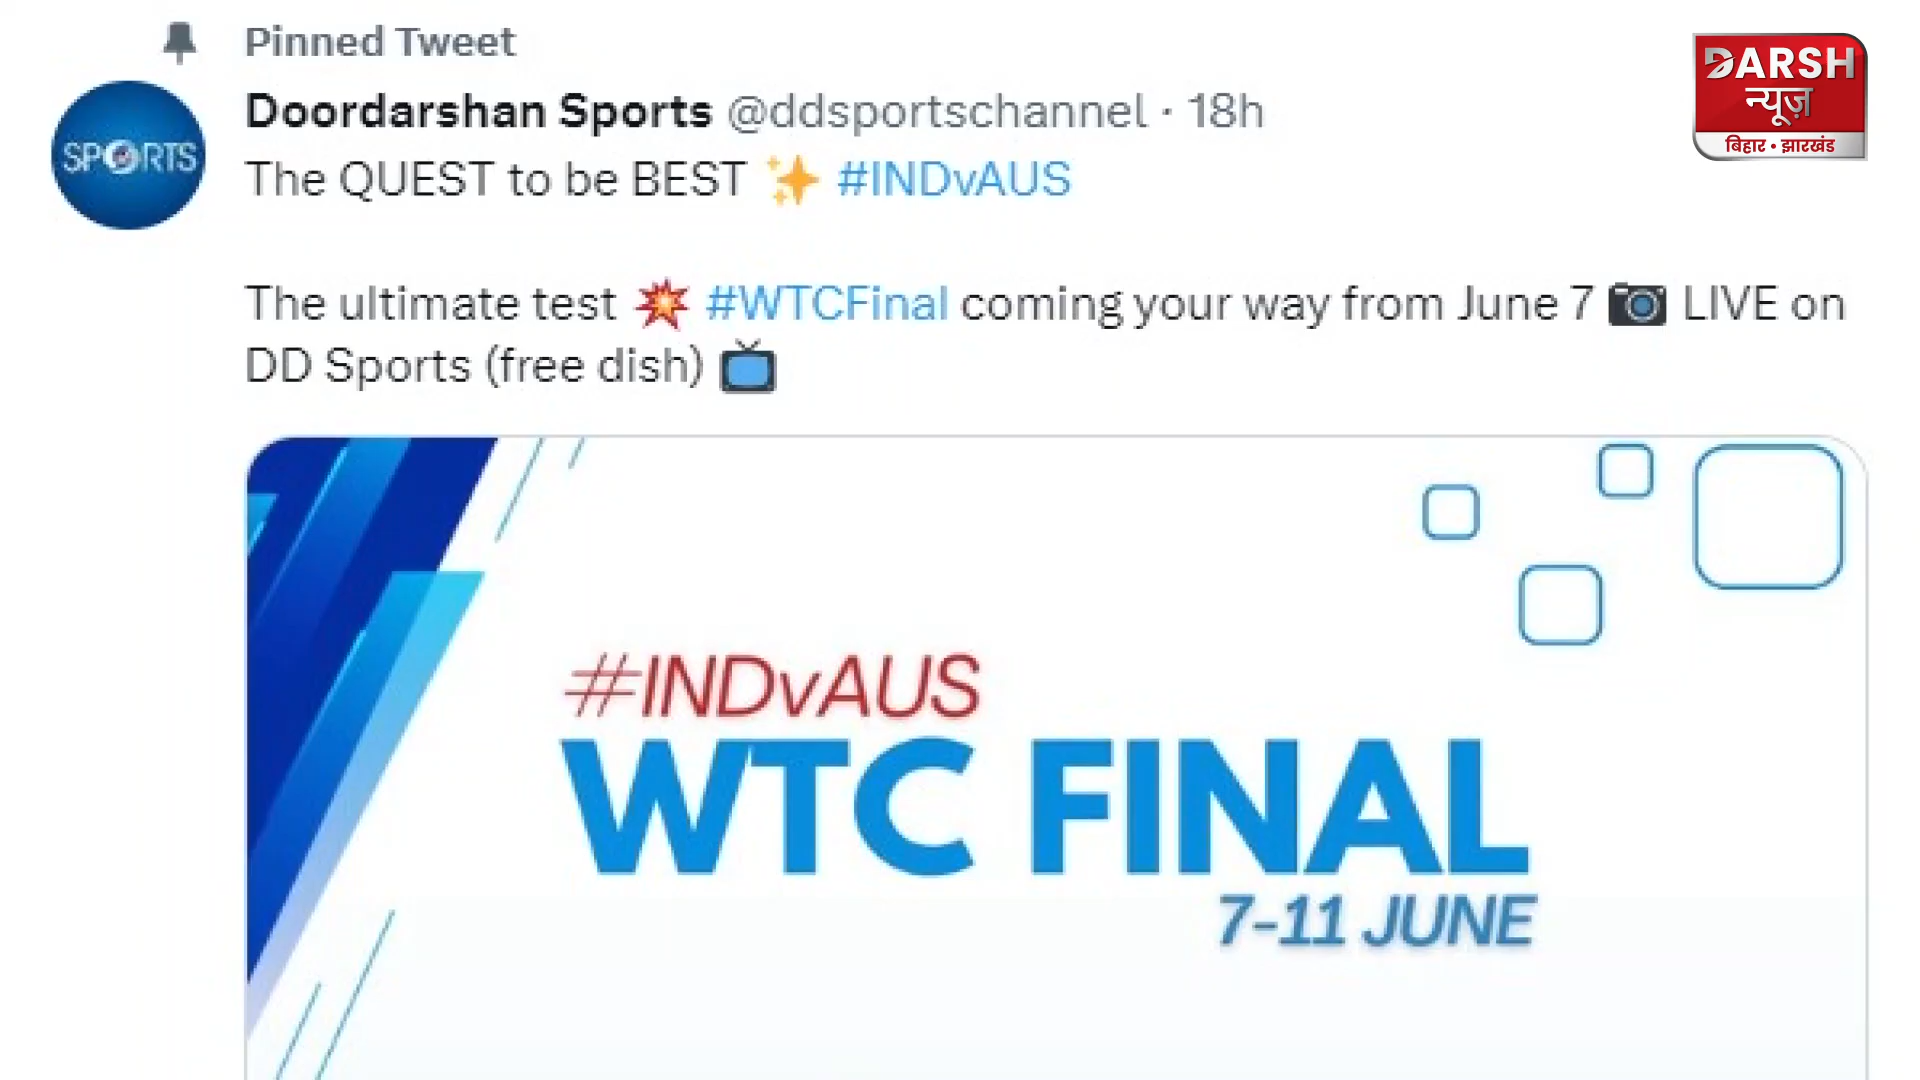 Pinned Tweet
DARSH
न्यूज़
बिहार • झारखंड
SPORTS
Doordarshan Sports @ddsportschannel · 18h
The QUEST to be BEST ✨ #INDvAUS
The ultimate test 💥 #WTCFinal coming your way from June 7 📷 LIVE on
DD Sports (free dish) 📺
#INDvAUS
WTC FINAL
7-11 JUNE